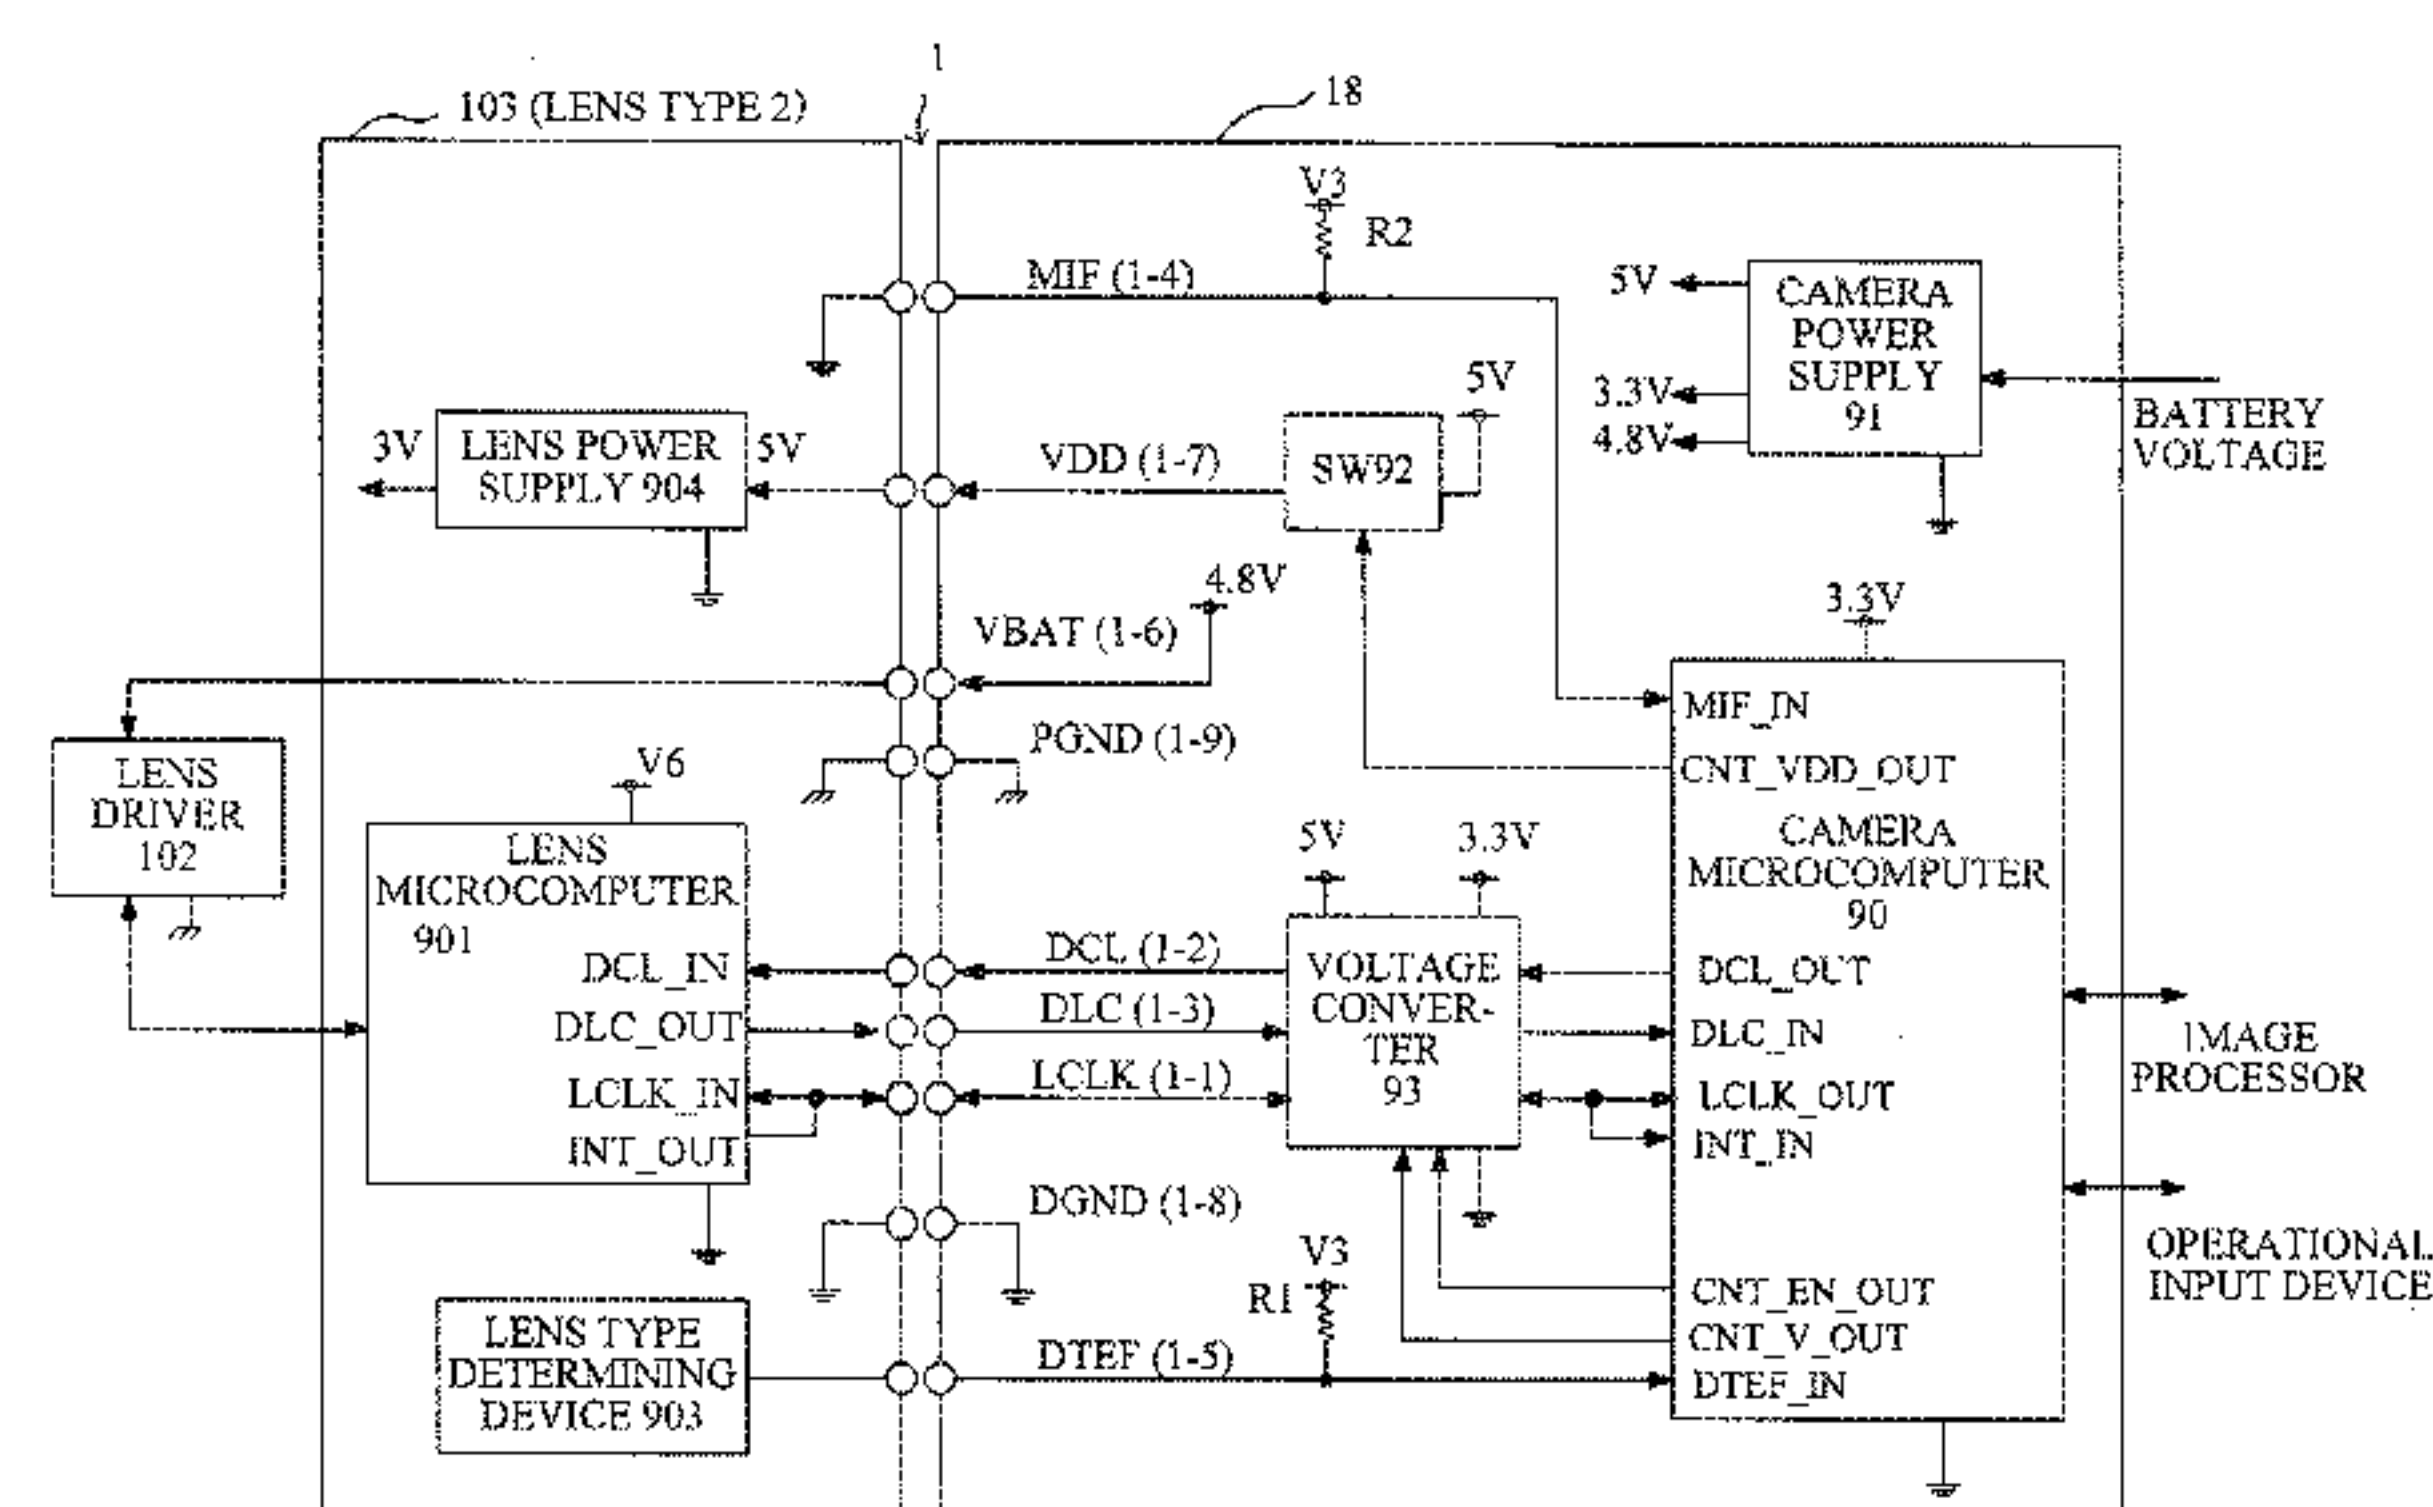 1
103 (LENS TYPE 2)
18
V3
R2
MIF (1-4)
5V
CAMERA
POWER
SUPPLY
91
3.3V
4.8V
BATTERY
VOLTAGE
5V
SW92
VDD (1-7)
3V
LENS POWER
SUPPLY 904
5V
4.8V
VBAT (1-6)
3.3V
MIF_IN
PGND (1-9)
CNT_VDD_OUT
V6
LENS
DRIVER
102
LENS
MICROCOMPUTER
901
5V
3.3V
CAMERA
MICROCOMPUTER
90
DCL_IN
DCL (1-2)
VOLTAGE
CONVER-
TER
93
DCL_OUT
DLC_OUT
DLC (1-3)
DLC_IN
IMAGE
PROCESSOR
LCLK_IN
LCLK (1-1)
LCLK_OUT
INT_OUT
INT_IN
DGND (1-8)
V3
R1
OPERATIONAL
INPUT DEVICE
CNT_EN_OUT
LENS TYPE
DETERMINING
DEVICE 903
DTEF (1-5)
CNT_V_OUT
DTEF_IN